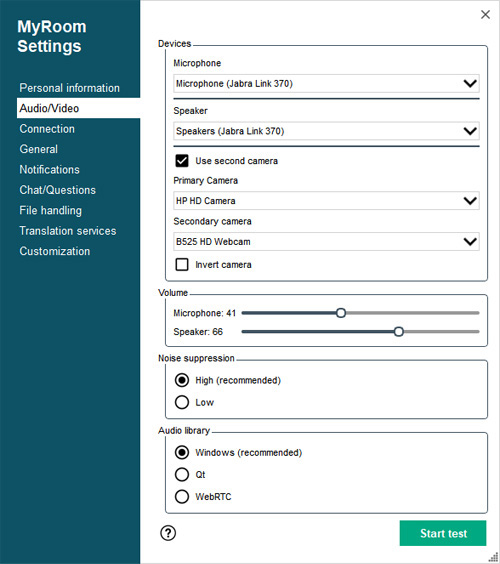 MyRoom
Settings
Personal information
Audio/Video
Connection
General
Notifications
Chat/Questions
File handling
Translation services
Customization
Devices
Microphone
Microphone (Jabra Link 370)
Speaker
Speakers (Jabra Link 370)
Use second camera
Primary Camera
HP HD Camera
Secondary camera
B525 HD Webcam
Invert camera
Volume
Microphone: 41
Speaker: 66
Noise suppression
High (recommended)
Low
Audio library
Windows (recommended)
Qt
WebRTC
?
Start test